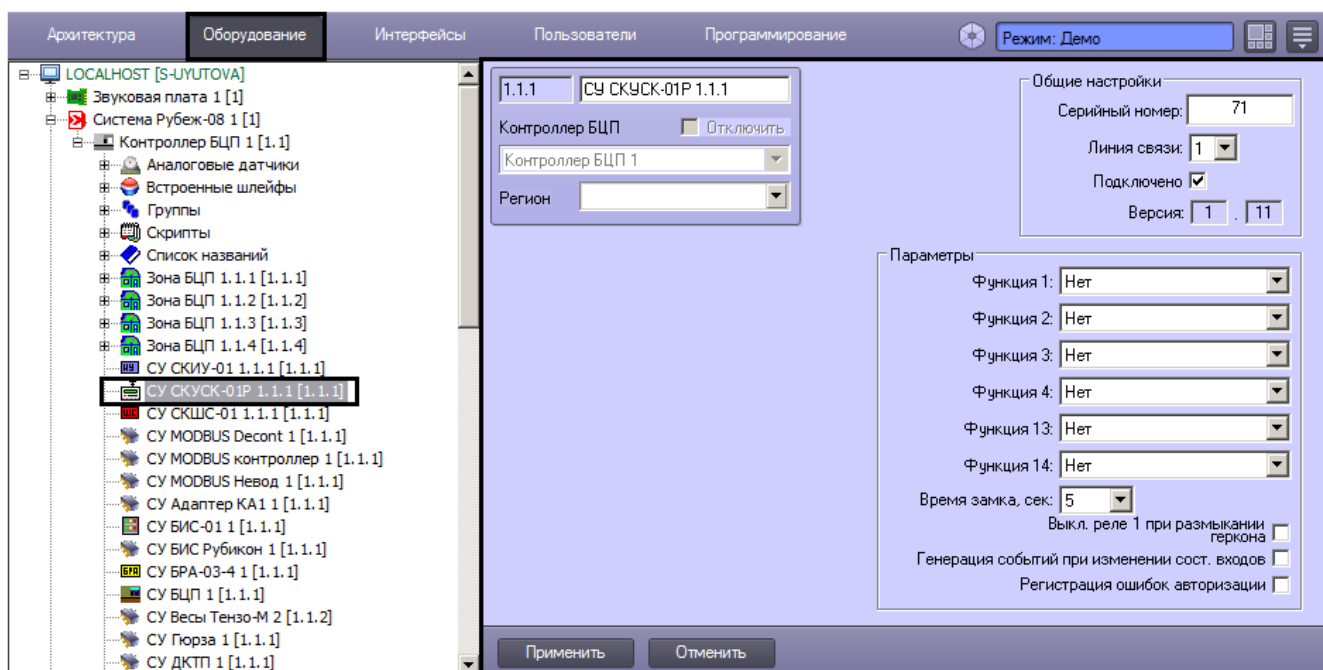 Архитектура
Оборудование
Интерфейсы
Пользователи
Программирование
Режим: Демо
LOCALHOST [S-UYUTOVA]
Звуковая плата 1 [1]
Система Рубеж-08 1 [1]
Контроллер БЦП 1 [1.1]
Аналоговые датчики
Встроенные шлейфы
Группы
Скрипты
Список названий
Зона БЦП 1.1.1 [1.1.1]
Зона БЦП 1.1.2 [1.1.2]
Зона БЦП 1.1.3 [1.1.3]
Зона БЦП 1.1.4 [1.1.4]
СУ СКИУ-01 1.1.1 [1.1.1]
СУ СКУСК-01Р 1.1.1 [1.1.1]
СУ СКШС-01 1.1.1 [1.1.1]
СУ MODBUS Decont 1 [1.1.1]
СУ MODBUS контроллер 1 [1.1.1]
СУ MODBUS Невод 1 [1.1.1]
СУ Адаптер КА1 1 [1.1.1]
СУ БИС-01 1 [1.1.1]
СУ БИС Рубикон 1 [1.1.1]
СУ БРА-03-4 1 [1.1.1]
СУ БЦП 1 [1.1.1]
СУ Весы Тензо-М 2 [1.1.2]
СУ Гюрза 1 [1.1.1]
СУ ДКТП 1 [1.1.1]
1.1.1
СУ СКУСК-01Р 1.1.1
Контроллер БЦП
Отключить
Контроллер БЦП 1
Регион
Общие настройки
Серийный номер: 71
Линия связи: 1
Подключено
Версия: 1 . 11
Параметры
Функция 1: Нет
Функция 2: Нет
Функция 3: Нет
Функция 4: Нет
Функция 13: Нет
Функция 14: Нет
Время замка, сек: 5
Выкл. реле 1 при размыкании
геркона
Генерация событий при изменении сост. входов
Регистрация ошибок авторизации
Применить
Отменить